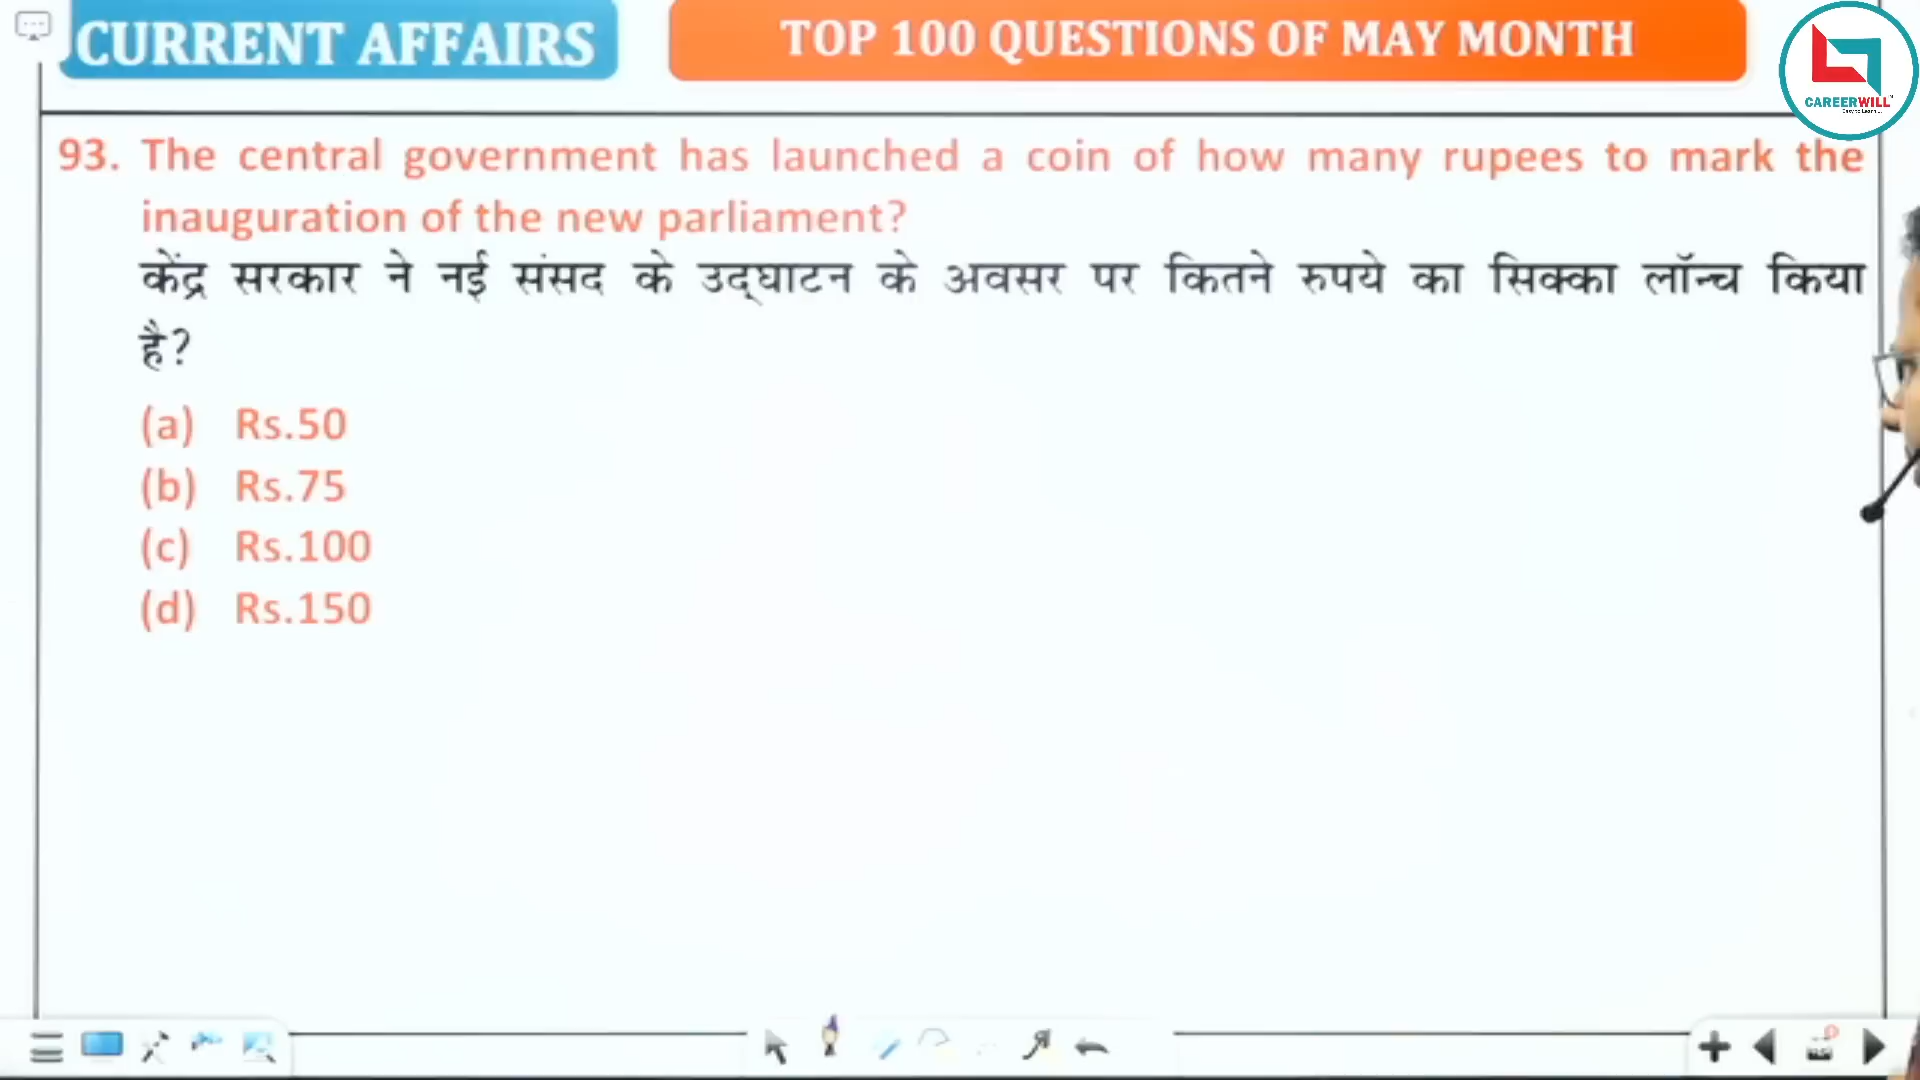 CURRENT AFFAIRS
TOP 100 QUESTIONS OF MAY MONTH
CAREERWILL
93. The central government has launched a coin of how many rupees to mark the
inauguration of the new parliament?
केंद्र सरकार ने नई संसद के उद्घाटन के अवसर पर कितने रुपये का सिक्का लॉन्च किया
है?
(a) Rs.50
(b) Rs.75
(c) Rs.100
(d) Rs.150